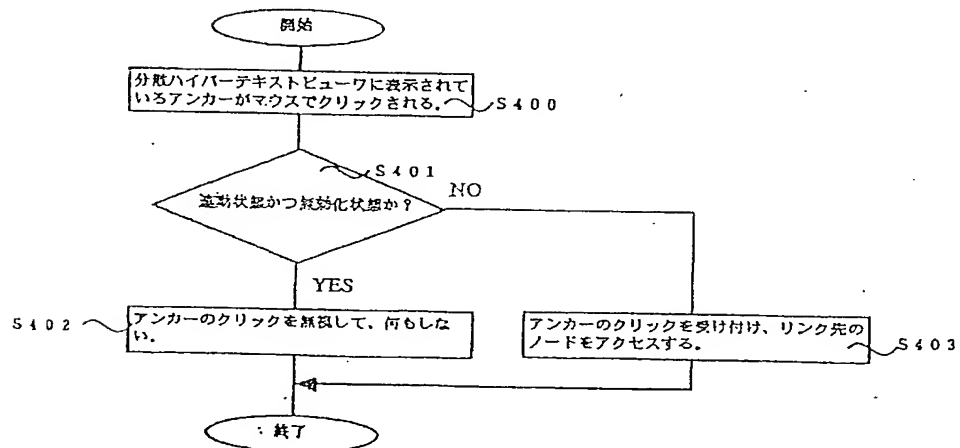 開始
分散ハイパーテキストビューワに表示されて
いるアンカーがマウスでクリックされる。
S400
S401
連動状態かつ無効化状態か?
NO
YES
S402
アンカーのクリックを無視して、何もしな
い。
アンカーのクリックを受け付け、リンク先の
ノードをアクセスする。
S403
終了